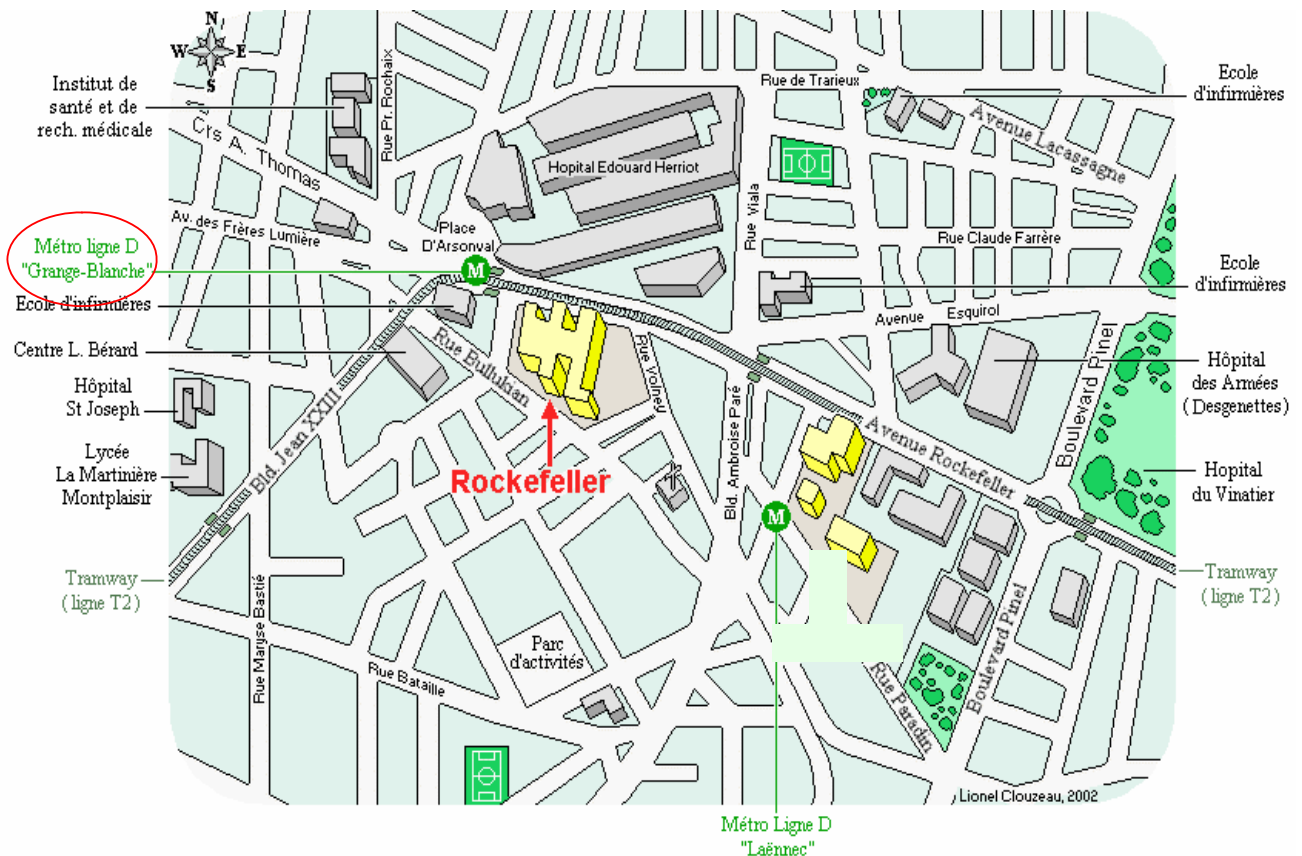 N
W
E
S
Institut de
santé et de
rech. médicale
Rue Pr. Rochaix
Crs A. Thomas
Av. des Frères Lumière
Place
D'Arsonval
Hopital Edouard Herriot
Rue de Trarieux
Ecole
d'infirmières
Avenue Lacassagne
Rue Viala
Rue Claude Farrère
Métro ligne D
"Grange-Blanche"
M
Ecole d'infirmières
Ecole
d'infirmières
Avenue Esquirol
Centre L. Bérard
Rue Bullukian
Rue Volney
Boulevard Pinel
Hôpital
des Armées
(Desgenettes)
Hôpital
St Joseph
Bld. Jean XXIII
Bld. Ambroise Paré
Avenue Rockefeller
Lycée
La Martinière
Montplaisir
Rockefeller
Hopital
du Vinatier
M
Tramway
(ligne T2)
Tramway
(ligne T2)
Rue Maryse Bastié
Parc
d'activités
Rue Bataille
Boulevard Pinel
Rue Paradin
Lionel Clouzeau, 2002
Métro Ligne D
"Laënnec"